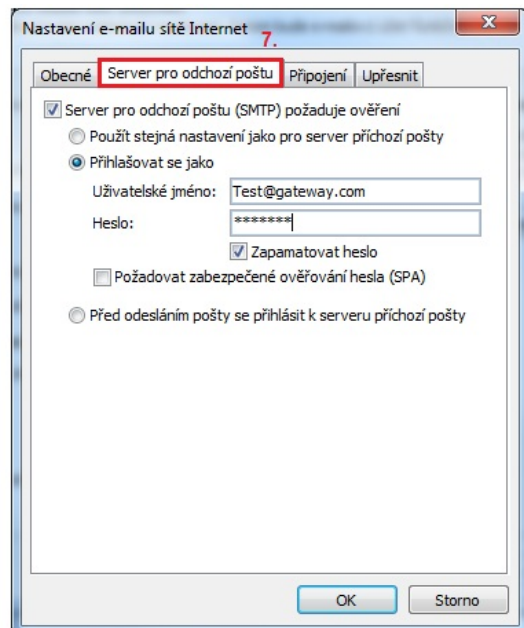 Nastavení e-mailu sítě Internet
7.
Obecné Server pro odchozí poštu Připojení Upřesnit
Server pro odchozí poštu (SMTP) požaduje ověření
Použít stejná nastavení jako pro server příchozí pošty
Přihlašovat se jako
Uživatelské jméno: Test@gateway.com
Heslo: *******
Zapamatovat heslo
Požadovat zabezpečené ověřování hesla (SPA)
Před odesláním pošty se přihlásit k serveru příchozí pošty
OK Storno